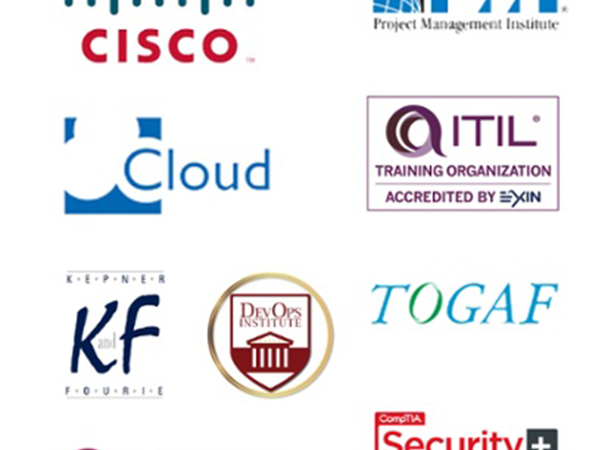 CISCO
TM
Project Management Institute
®
Cloud
ITIL®
TRAINING ORGANIZATION
ACCREDITED BY EXIN
KEPNER
K and F
FOURIE
DEVOPS
INSTITUTE
TOGAF
CompTIA
Security+